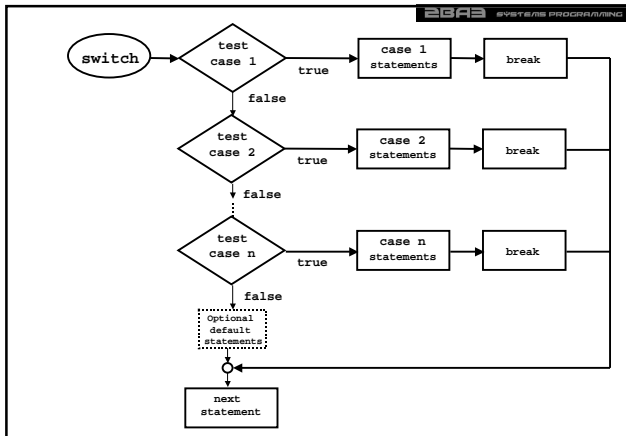 2BA3 SYSTEMS PROGRAMMING
switch
test
case 1
true
case 1
statements
break
false
test
case 2
true
case 2
statements
break
false
test
case n
true
case n
statements
break
false
Optional
default
statements
next
statement